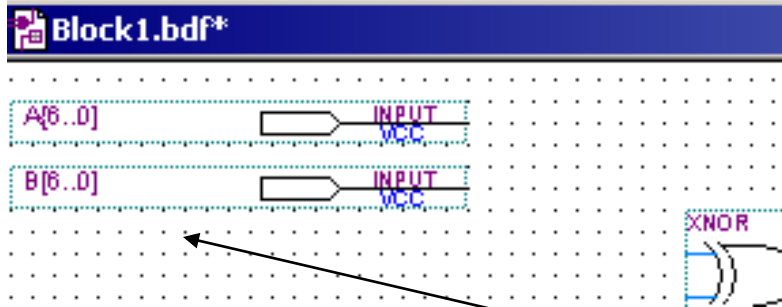 Block1.bdf*
A[6..0]
INPUT
VCC
B[6..0]
INPUT
VCC
XNOR